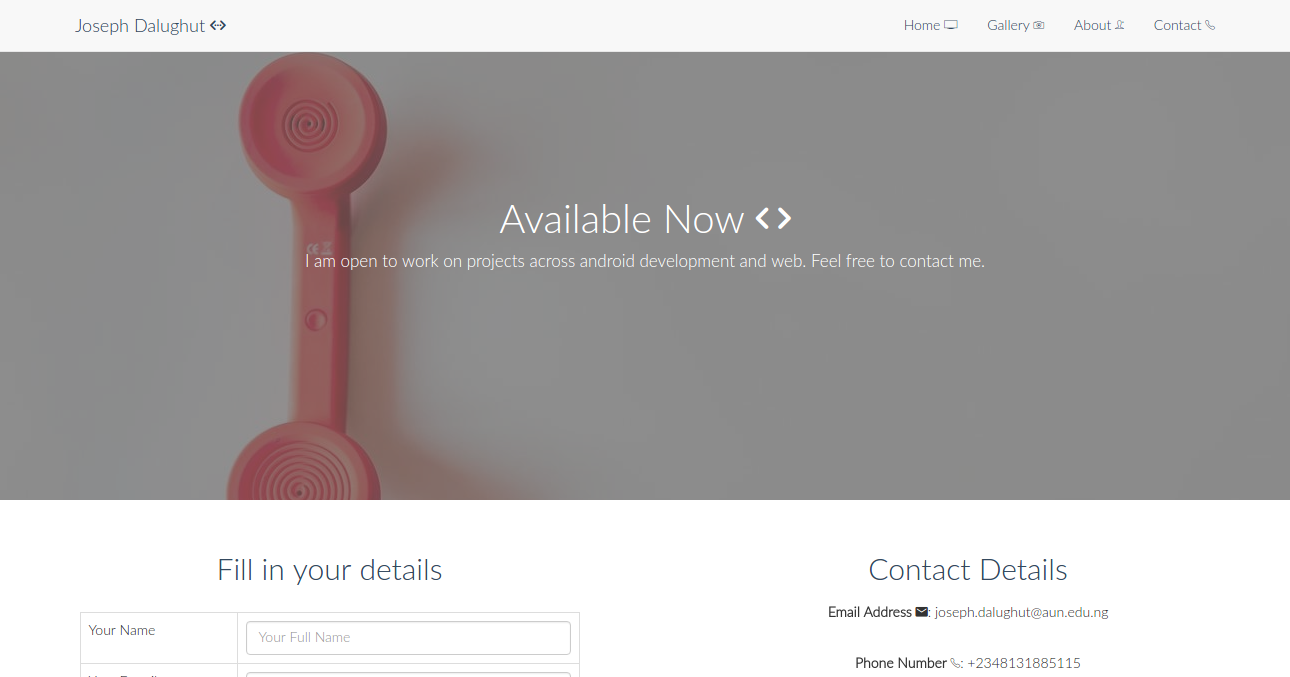 Joseph Dalughut
Home
Gallery
About
Contact
CE
Available Now
I am open to work on projects across android development and web. Feel free to contact me.
Fill in your details
Your Name
Your Full Name
Contact Details
Email Address : joseph.dalughut@aun.edu.ng
Phone Number : +2348131885115